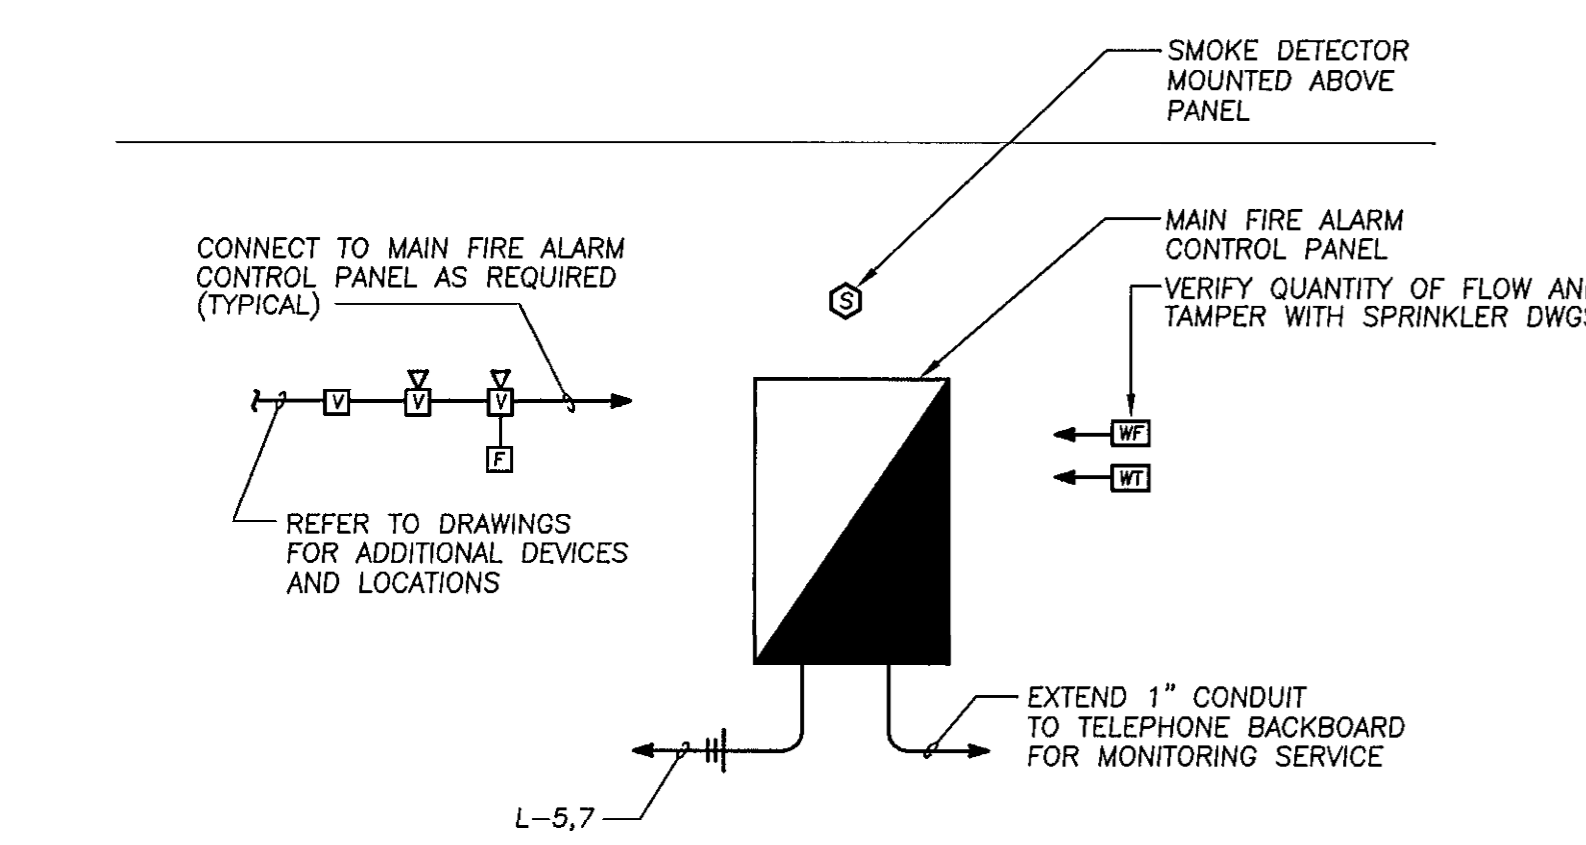 SMOKE DETECTOR
MOUNTED ABOVE
PANEL
MAIN FIRE ALARM
CONTROL PANEL
VERIFY QUANTITY OF FLOW
TAMPER WITH SPRINKLER
CONNECT TO MAIN FIRE ALARM
CONTROL PANEL AS REQUIRED
(TYPICAL)
S
V V V
F
WF
WT
REFER TO DRAWINGS
FOR ADDITIONAL DEVICES
AND LOCATIONS
EXTEND 1" CONDUIT
TO TELEPHONE BACKBOARD
FOR MONITORING SERVICE
L-5,7